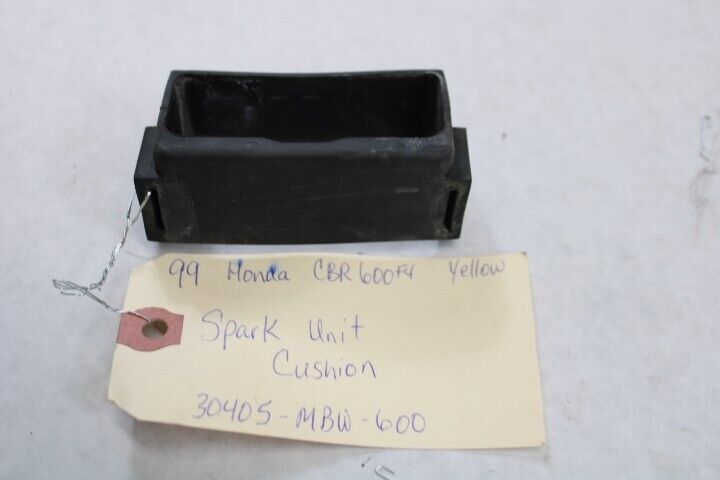 99 Honda CBR600F4 Yellow
Spark Unit
Cushion
30405-MBW-600